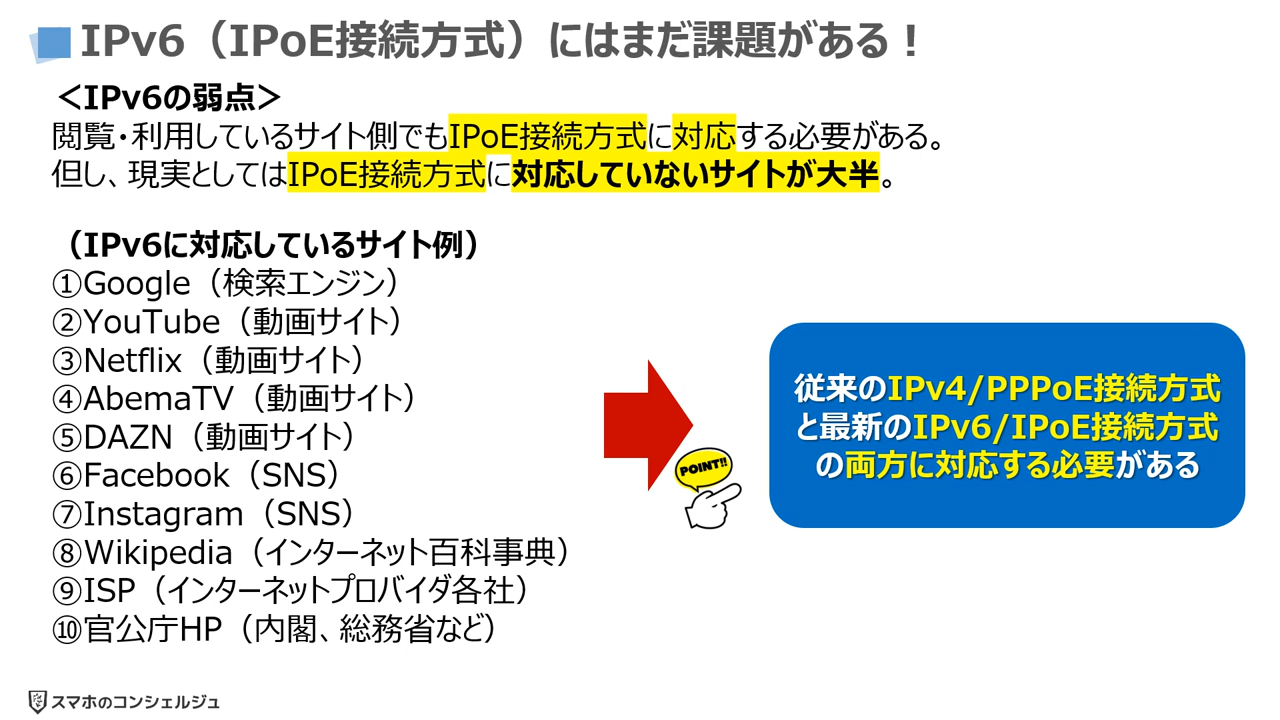 IPv6（IPoE接続方式）にはまだ課題がある！
＜IPv6の弱点＞
閲覧・利用しているサイト側でもIPoE接続方式に対応する必要がある。
但し、現実としてはIPoE接続方式に対応していないサイトが大半。
（IPv6に対応しているサイト例）
①Google（検索エンジン）
②YouTube（動画サイト）
③Netflix（動画サイト）
④AbemaTV（動画サイト）
⑤DAZN（動画サイト）
⑥Facebook（SNS）
⑦Instagram（SNS）
⑧Wikipedia（インターネット百科事典）
⑨ISP（インターネットプロバイダ各社）
⑩官公庁HP（内閣、総務省など）
POINT!!
従来のIPv4/PPPoE接続方式
と最新のIPv6/IPoE接続方式
の両方に対応する必要がある
スマホのコンシェルジュ